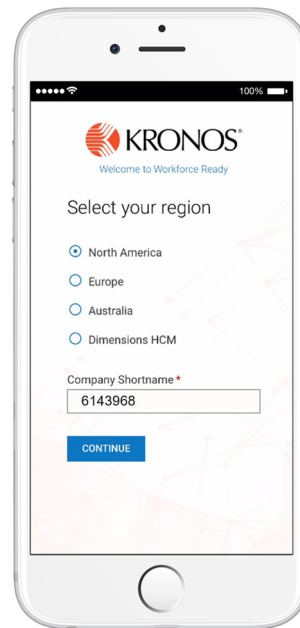 100%
KRONOS®
Welcome to Workforce Ready
Select your region
North America
Europe
Australia
Dimensions HCM
Company Shortname *
6143968
CONTINUE